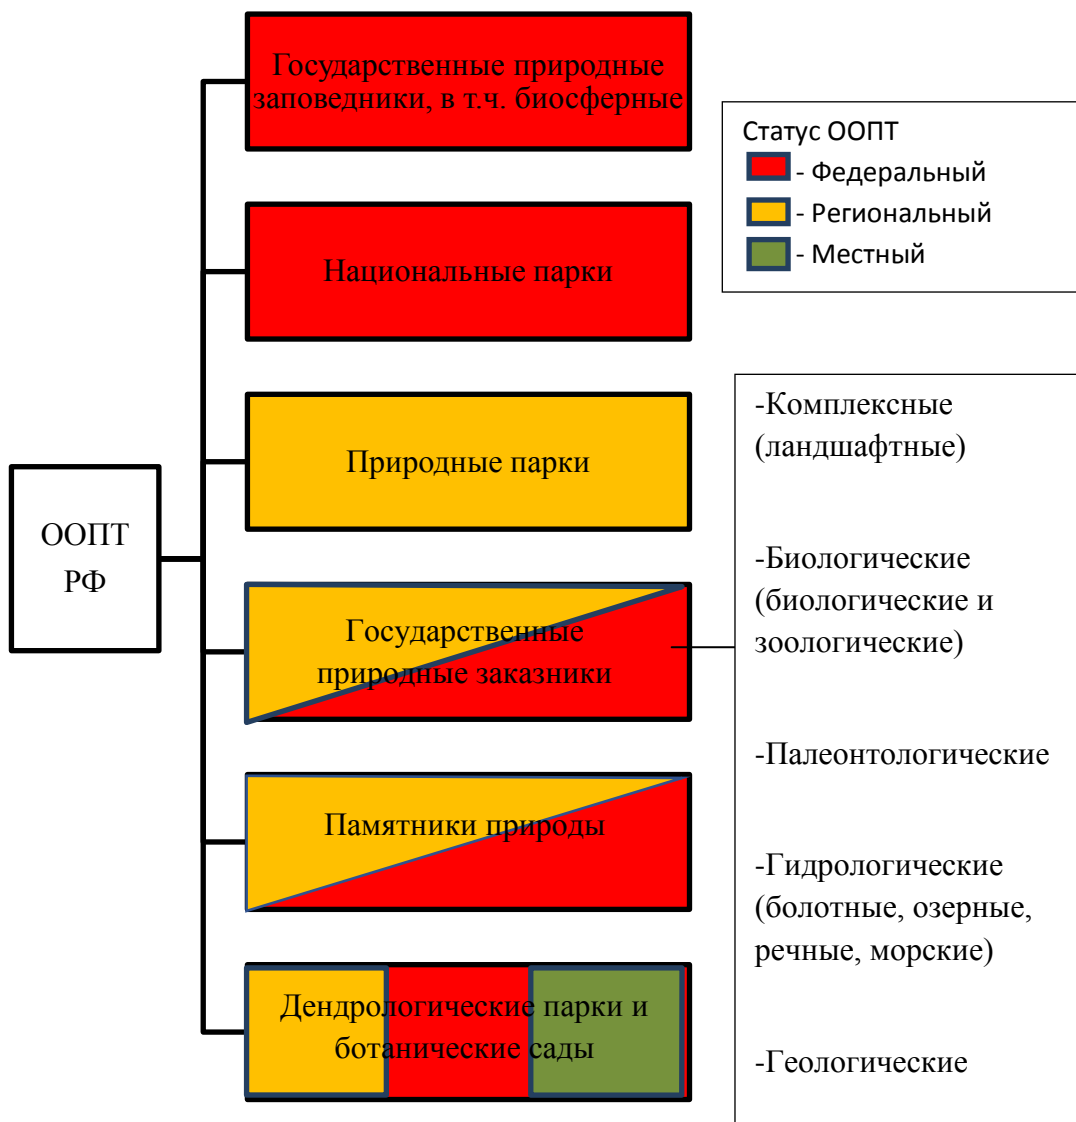 Государственные природные
заповедники, в т.ч. биосферные
Статус ООПТ
- Федеральный
- Региональный
- Местный
Национальные парки
Природные парки
ООПТ
РФ
Государственные
природные заказники
Памятники природы
Дендрологические парки и
ботанические сады
-Комплексные
(ландшафтные)
-Биологические
(биологические и
зоологические)
-Палеонтологические
-Гидрологические
(болотные, озерные,
речные, морские)
-Геологические